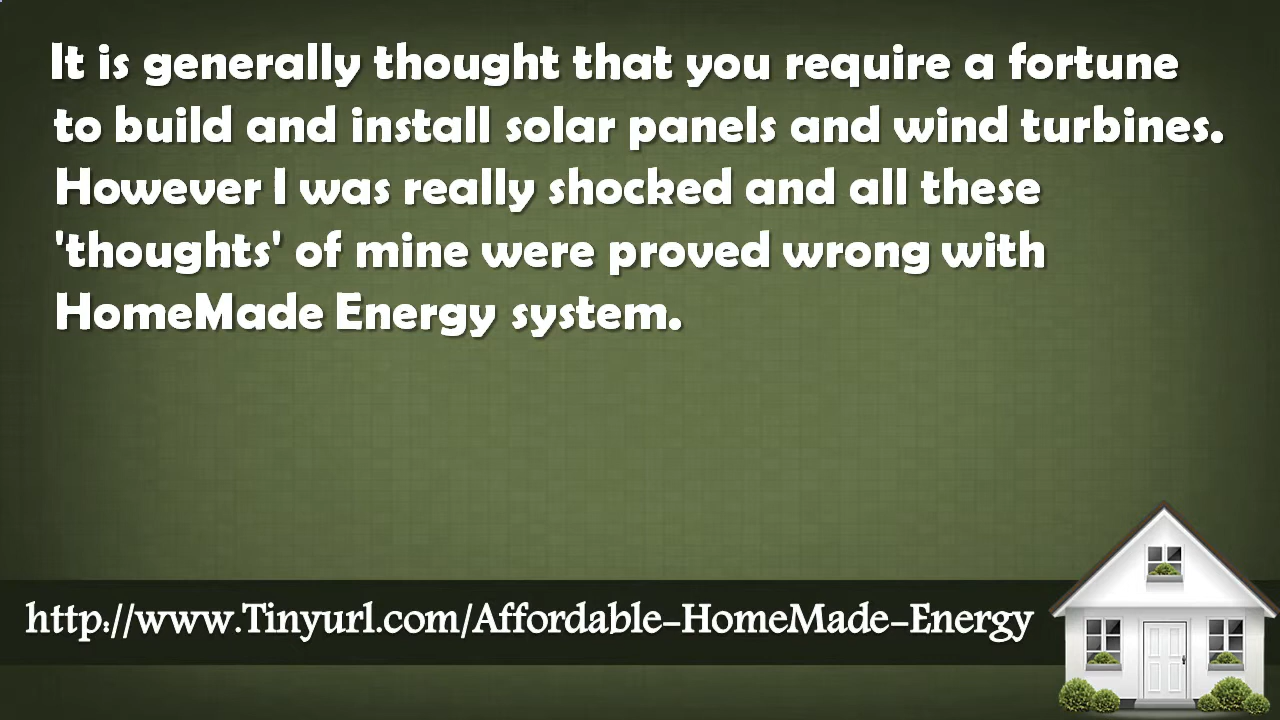 It is generally thought that you require a fortune
to build and install solar panels and wind turbines.
However I was really shocked and all these
'thoughts' of mine were proved wrong with
HomeMade Energy system.
http://www.Tinyurl.com/Affordable-HomeMade-Energy